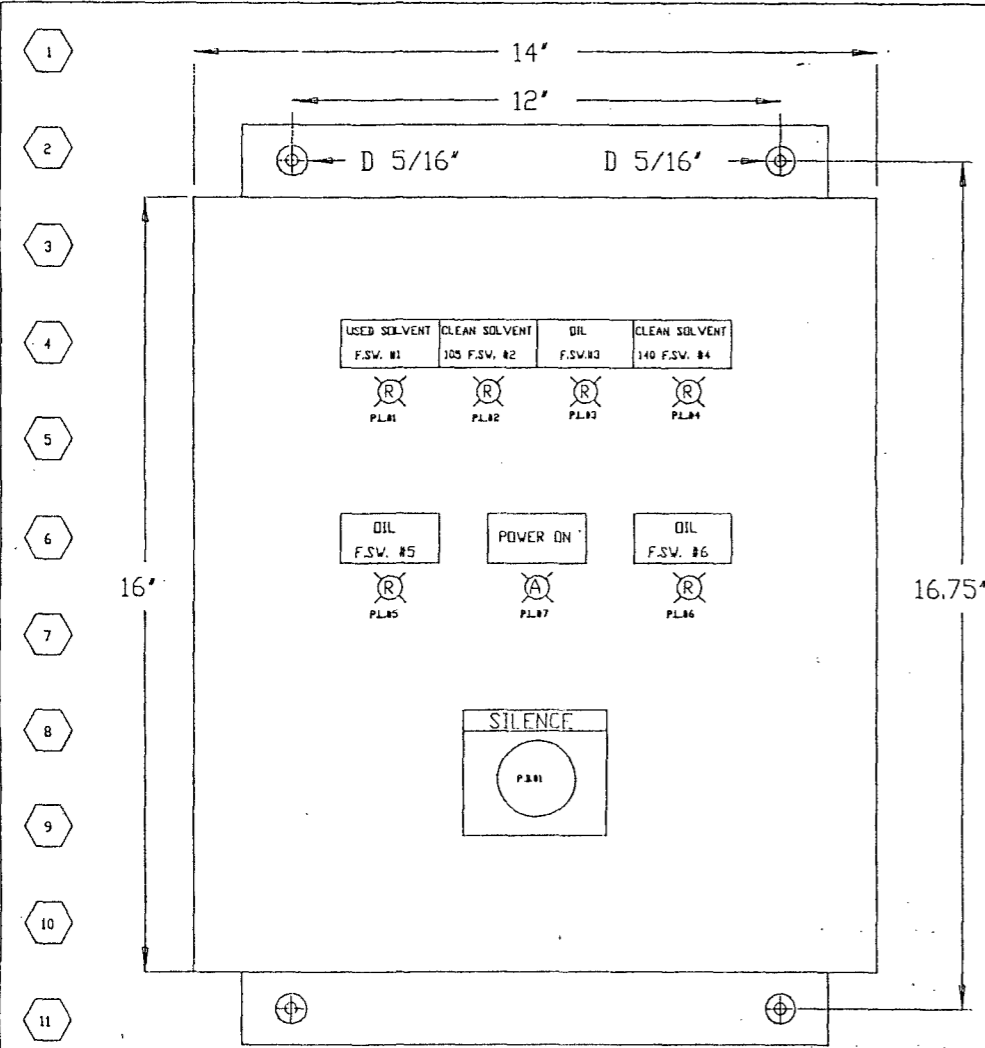 1
14"
12"
2
D 5/16"
D 5/16"
3
4
USED SOLVENT
F.SW. #1
CLEAN SOLVENT
105 F.SW. #2
OIL
F.SW.#3
CLEAN SOLVENT
140 F.SW. #4
R
R
R
R
P.L.#1
P.L.#2
P.L.#3
P.L.#4
5
6
OIL
F.SW. #5
POWER ON
OIL
F.SW. #6
16"
R
A
R
16.75"
P.L.#5
P.L.#7
P.L.#6
7
8
SILENCE
P.B.#1
9
10
11